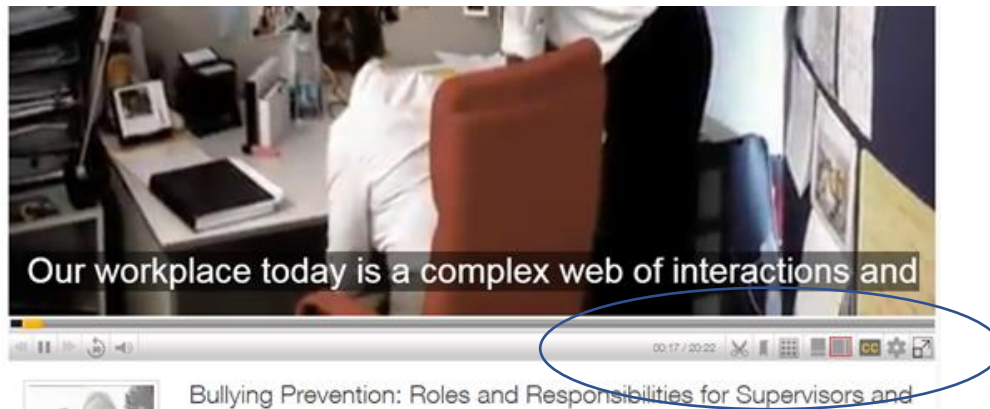 Our workplace today is a complex web of interactions and
00:17 / 20:22 CC
Bullying Prevention: Roles and Responsibilities for Supervisors and